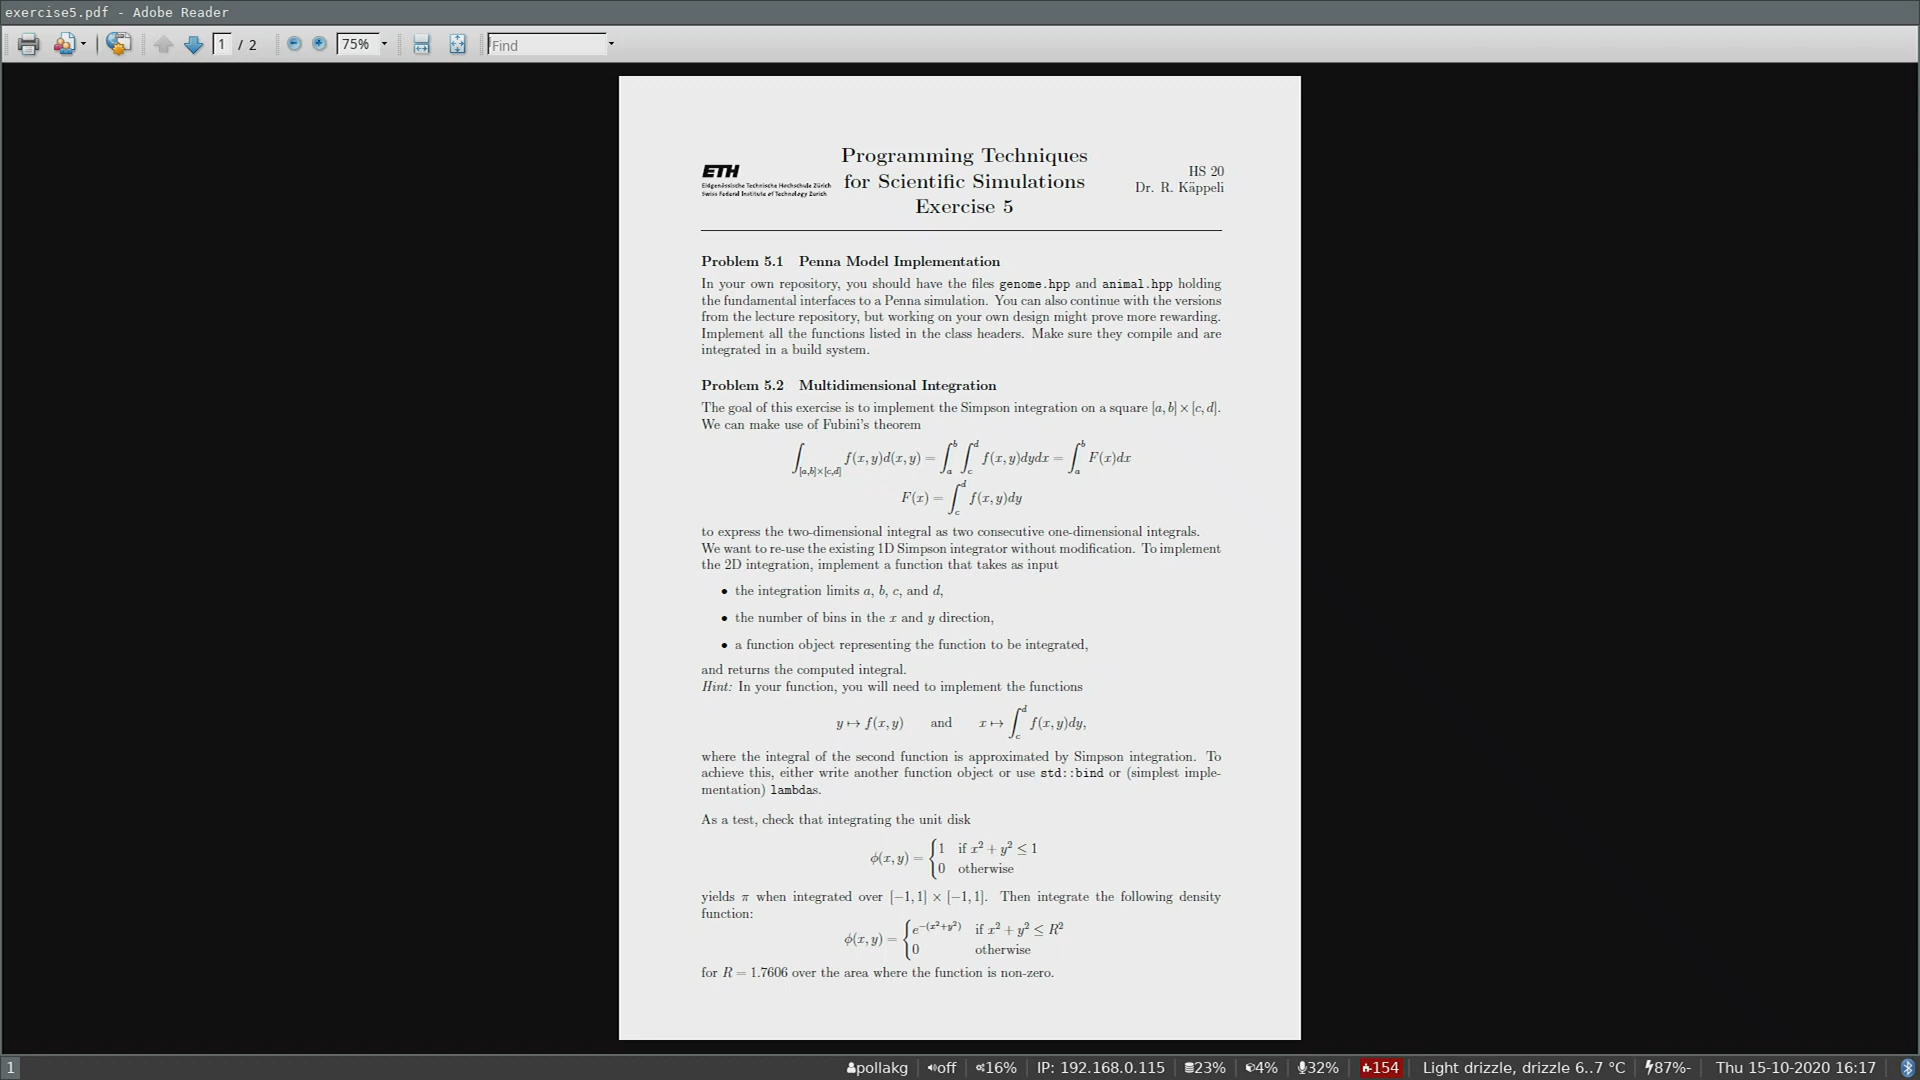 exercise5.pdf - Adobe Reader
1 / 2 75% Find
ETH
Eidgenössische Technische Hochschule Zürich
Swiss Federal Institute of Technology Zurich
Programming Techniques
for Scientific Simulations
Exercise 5
HS 20
Dr. R. Käppeli
Problem 5.1 Penna Model Implementation
In your own repository, you should have the files genome.hpp and animal.hpp holding
the fundamental interfaces to a Penna simulation. You can also continue with the versions
from the lecture repository, but working on your own design might prove more rewarding.
Implement all the functions listed in the class headers. Make sure they compile and are
integrated in a build system.
Problem 5.2 Multidimensional Integration
The goal of this exercise is to implement the Simpson integration on a square [a, b] × [c, d].
We can make use of Fubini's theorem
∫_{[a,b]×[c,d]} f(x, y)d(x, y) = ∫_a^b ∫_c^d f(x, y)dydx = ∫_a^b F(x)dx
F(x) = ∫_c^d f(x, y)dy
to express the two-dimensional integral as two consecutive one-dimensional integrals.
We want to re-use the existing 1D Simpson integrator without modification. To implement
the 2D integration, implement a function that takes as input
• the integration limits a, b, c, and d,
• the number of bins in the x and y direction,
• a function object representing the function to be integrated,
and returns the computed integral.
Hint: In your function, you will need to implement the functions
y ↦ f(x, y) and x ↦ ∫_c^d f(x, y)dy,
where the integral of the second function is approximated by Simpson integration. To
achieve this, either write another function object or use std::bind or (simplest imple-
mentation) lambdas.
As a test, check that integrating the unit disk
ϕ(x, y) = { 1 if x² + y² ≤ 1
0 otherwise
yields π when integrated over [−1, 1] × [−1, 1]. Then integrate the following density
function:
ϕ(x, y) = { e^{−(x²+y²)} if x² + y² ≤ R²
0 otherwise
for R = 1.7606 over the area where the function is non-zero.
1 pollakg off 16% IP: 192.168.0.115 23% 4% 32% 154 Light drizzle, drizzle 6..7 °C 87%- Thu 15-10-2020 16:17